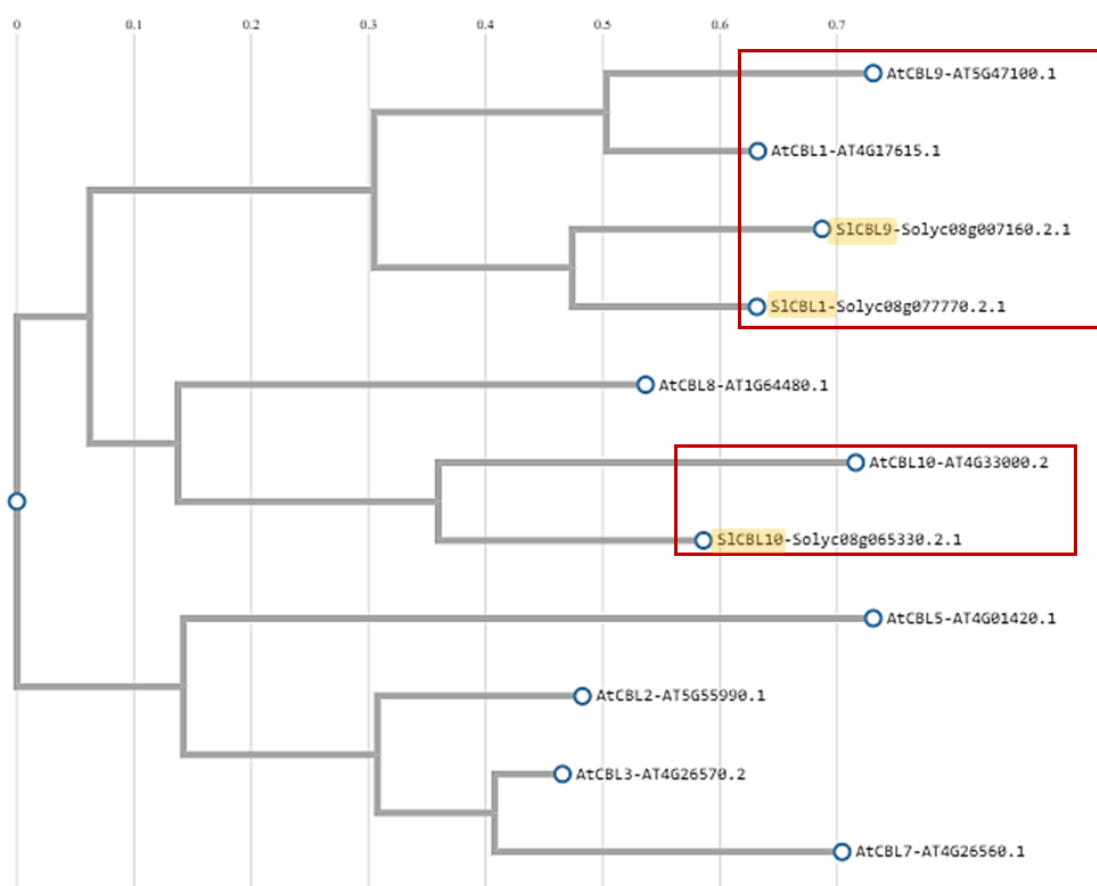 0 0.1 0.2 0.3 0.4 0.5 0.6 0.7
AtCBL9-AT5G47100.1
AtCBL1-AT4G17615.1
SlCBL9-Solyc08g007160.2.1
SlCBL1-Solyc08g077770.2.1
AtCBL8-AT1G64480.1
AtCBL10-AT4G33000.2
SlCBL10-Solyc08g065330.2.1
AtCBL5-AT4G01420.1
AtCBL2-AT5G55990.1
AtCBL3-AT4G26570.2
AtCBL7-AT4G26560.1